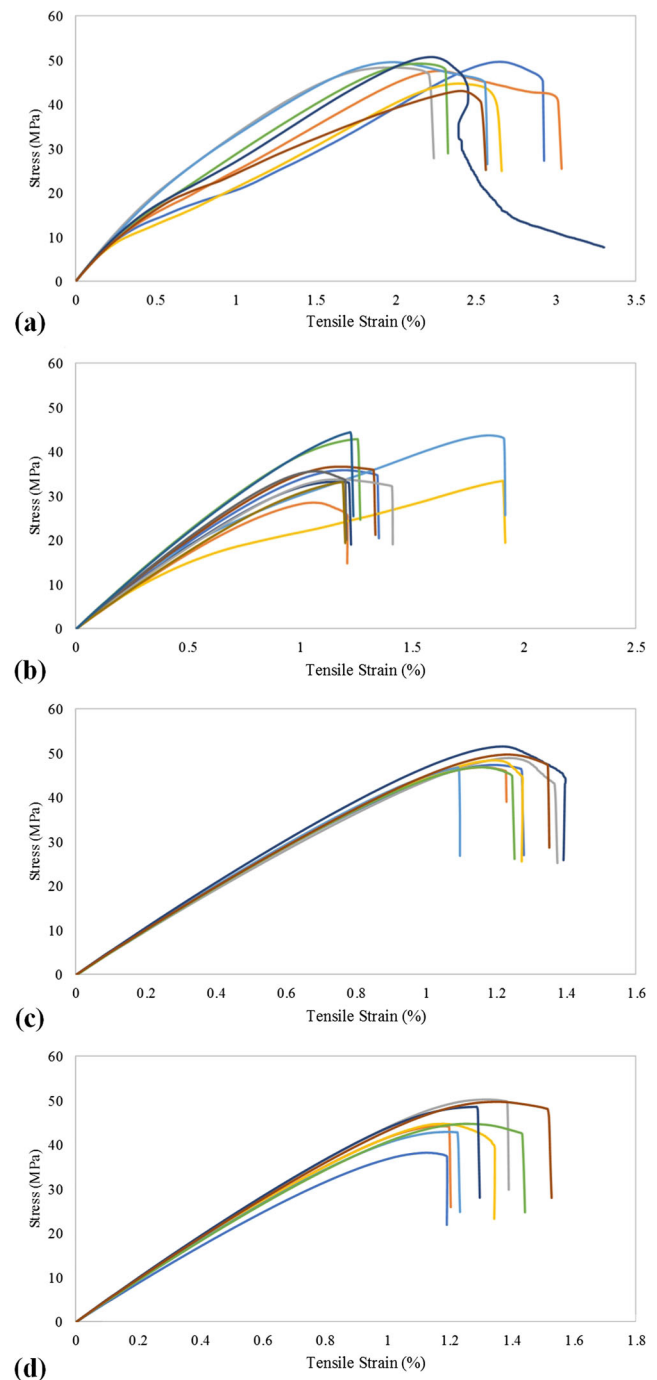 60
50
40
30
20
10
0
Stress (MPa)
0 0.5 1 1.5 2 2.5 3 3.5
Tensile Strain (%)
(a)
60
50
40
30
20
10
0
Stress (MPa)
0 0.5 1 1.5 2 2.5
Tensile Strain (%)
(b)
60
50
40
30
20
10
0
Stress (MPa)
0 0.2 0.4 0.6 0.8 1 1.2 1.4 1.6
Tensile Strain (%)
(c)
60
50
40
30
20
10
0
Stress (MPa)
0 0.2 0.4 0.6 0.8 1 1.2 1.4 1.6 1.8
Tensile Strain (%)
(d)